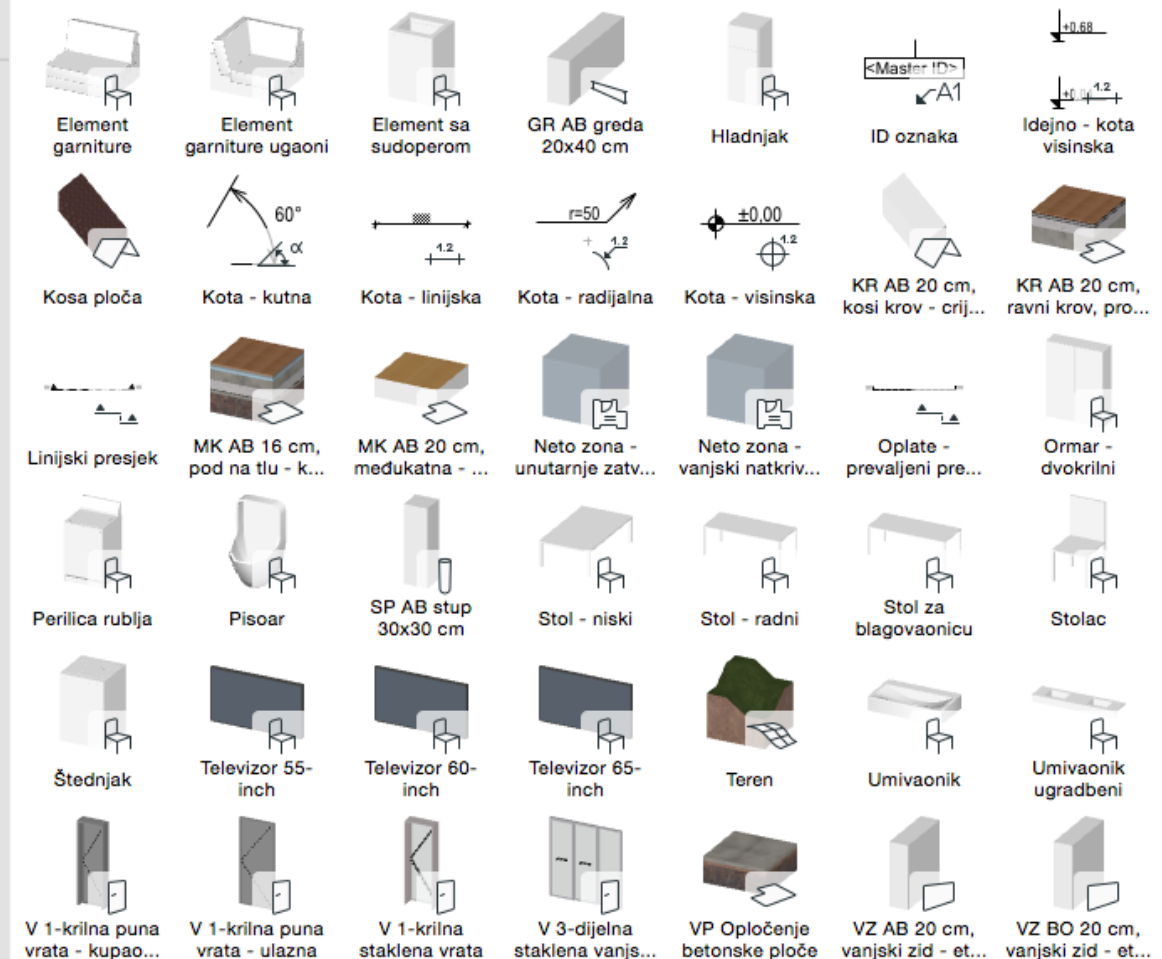 +0.68
<Master ID>
A1
1.2
Element
garniture
Element
garniture ugaoni
Element sa
sudoperom
GR AB greda
20x40 cm
Hladnjak
ID oznaka
Idejno - kota
visinska
60°
α
r=50
1.2
±0,00
1.2
1.2
Kosa ploča
Kota - kutna
Kota - linijska
Kota - radijalna
Kota - visinska
KR AB 20 cm,
kosi krov - crij...
KR AB 20 cm,
ravni krov, pro...
Linijski presjek
MK AB 16 cm,
pod na tlu - k...
MK AB 20 cm,
međukatna - ...
Neto zona -
unutarnje zatv...
Neto zona -
vanjski natkriv...
Oplate -
prevaljeni pre...
Ormar -
dvokrilni
Perilica rublja
Pisoar
SP AB stup
30x30 cm
Stol - niski
Stol - radni
Stol za
blagovaonicu
Stolac
Štednjak
Televizor 55-
inch
Televizor 60-
inch
Televizor 65-
inch
Teren
Umivaonik
Umivaonik
ugradbeni
V 1-krilna puna
vrata - kupao...
V 1-krilna puna
vrata - ulazna
V 1-krilna
staklena vrata
V 3-dijelna
staklena vanjs...
VP Opločenje
betonske ploče
VZ AB 20 cm,
vanjski zid - et...
VZ BO 20 cm,
vanjski zid - et...